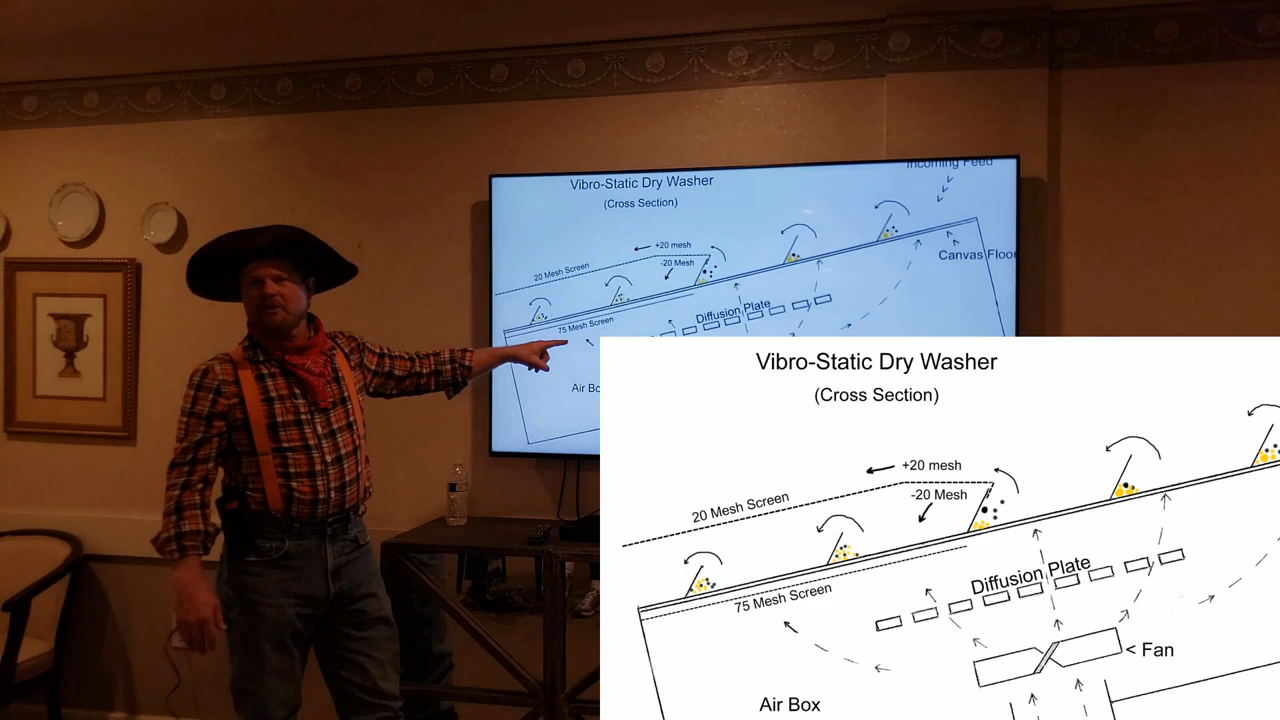 Incoming Feed
Vibro-Static Dry Washer
(Cross Section)
+20 mesh
-20 Mesh
20 Mesh Screen
Canvas Floor
Diffusion Plate
75 Mesh Screen
Air Bo
Vibro-Static Dry Washer
(Cross Section)
+20 mesh
-20 Mesh
20 Mesh Screen
Diffusion Plate
75 Mesh Screen
< Fan
Air Box